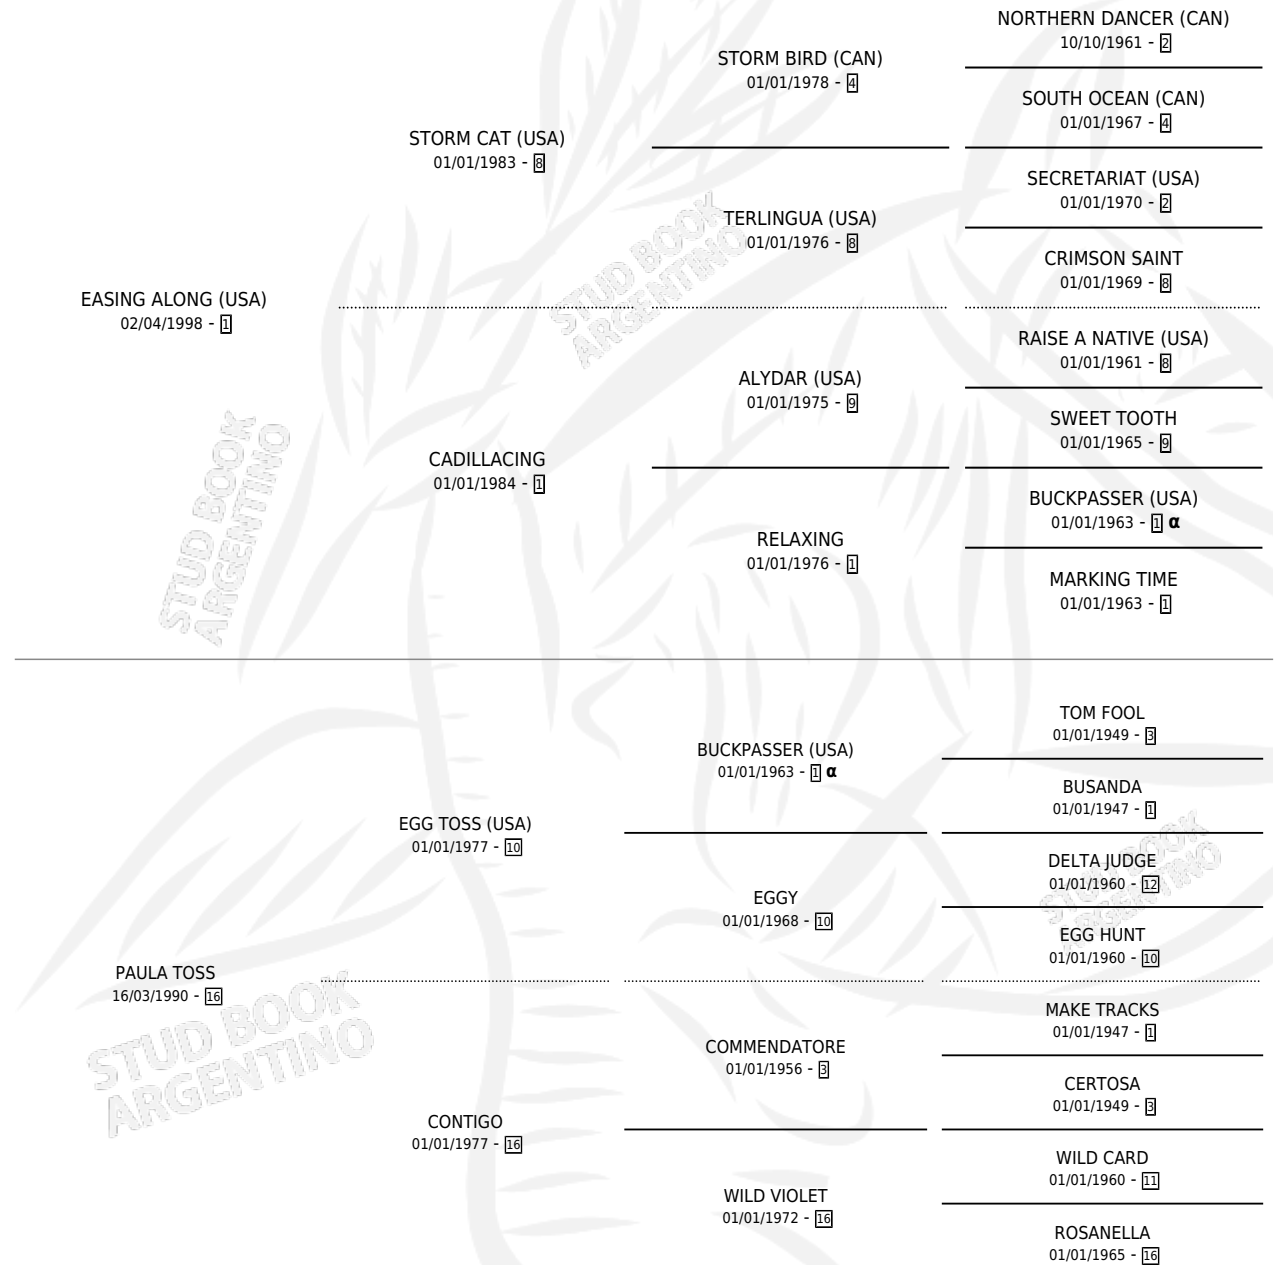 NORTHERN DANCER (CAN)
10/10/1961 - 2
STORM BIRD (CAN)
01/01/1978 - 4
SOUTH OCEAN (CAN)
01/01/1967 - 4
STORM CAT (USA)
01/01/1983 - 8
SECRETARIAT (USA)
01/01/1970 - 2
TERLINGUA (USA)
01/01/1976 - 8
CRIMSON SAINT
01/01/1969 - 8
EASING ALONG (USA)
02/04/1998 - 1
RAISE A NATIVE (USA)
01/01/1961 - 8
ALYDAR (USA)
01/01/1975 - 9
SWEET TOOTH
01/01/1965 - 9
CADILLACING
01/01/1984 - 1
BUCKPASSER (USA)
01/01/1963 - 1 α
RELAXING
01/01/1976 - 1
MARKING TIME
01/01/1963 - 1
TOM FOOL
01/01/1949 - 3
BUCKPASSER (USA)
01/01/1963 - 1 α
BUSANDA
01/01/1947 - 1
EGG TOSS (USA)
01/01/1977 - 10
DELTA JUDGE
01/01/1960 - 12
EGGY
01/01/1968 - 10
EGG HUNT
01/01/1960 - 10
PAULA TOSS
16/03/1990 - 16
MAKE TRACKS
01/01/1947 - 1
COMMENDATORE
01/01/1956 - 3
CERTOSA
01/01/1949 - 3
CONTIGO
01/01/1977 - 16
WILD CARD
01/01/1960 - 11
WILD VIOLET
01/01/1972 - 16
ROSANELLA
01/01/1965 - 16
STUD BOOK
ARGENTINO
STUD BOOK
ARGENTINO
STUD BOOK
ARGENTINO
STUD BOOK
ARGENTINO